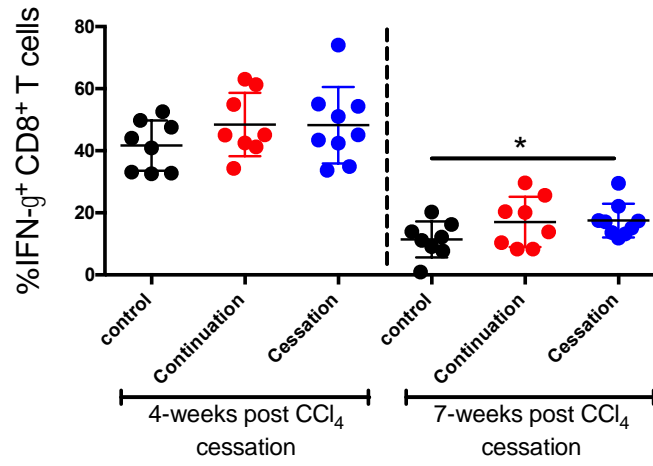 %IFN-g⁺ CD8⁺ T cells
80
60
40
20
0
*
control
Continuation
Cessation
control
Continuation
Cessation
4-weeks post CCl₄
cessation
7-weeks post CCl₄
cessation